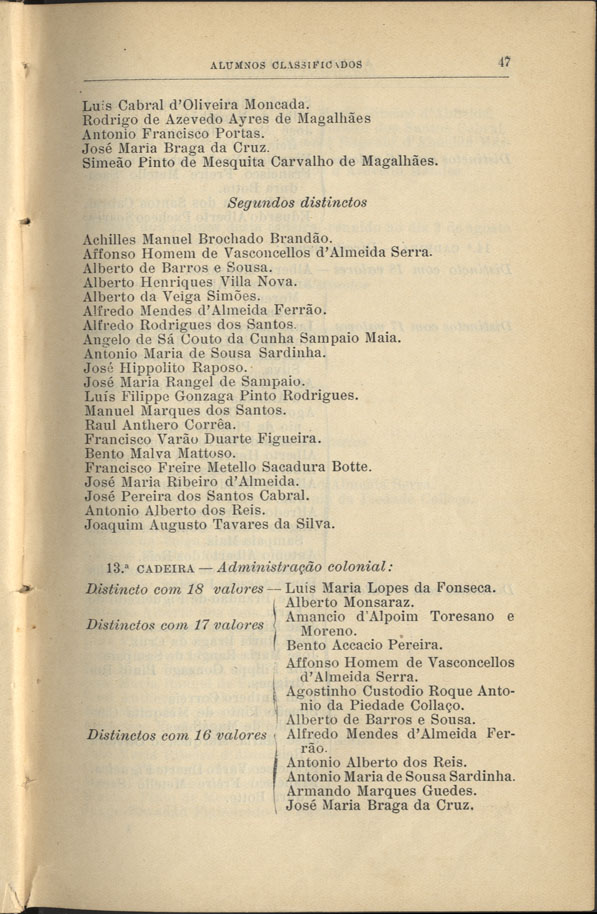 ALUMNOS CLASSIFICADOS 47
Luis Cabral d'Oliveira Moncada.
Rodrigo de Azevedo Ayres de Magalhães
Antonio Francisco Portas.
José Maria Braga da Cruz.
Simeão Pinto de Mesquita Carvalho de Magalhães.
Segundos distinctos
Achilles Manuel Brochado Brandão.
Affonso Homem de Vasconcellos d'Almeida Serra.
Alberto de Barros e Sousa.
Alberto Henriques Villa Nova.
Alberto da Veiga Simões.
Alfredo Mendes d'Almeida Ferrão.
Alfredo Rodrigues dos Santos.
Angelo de Sá Couto da Cunha Sampaio Maia.
Antonio Maria de Sousa Sardinha.
José Hippolito Raposo.
José Maria Rangel de Sampaio.
Luís Filippe Gonzaga Pinto Rodrigues.
Manuel Marques dos Santos.
Raul Anthero Corrêa.
Francisco Varão Duarte Figueira.
Bento Malva Mattoso.
Francisco Freire Metello Sacadura Botte.
José Maria Ribeiro d'Almeida.
José Pereira dos Santos Cabral.
Antonio Alberto dos Reis.
Joaquim Augusto Tavares da Silva.
13.ª CADEIRA — Administração colonial:
Distincto com 18 valores — Luis Maria Lopes da Fonseca.
Distinctos com 17 valores
Alberto Monsaraz.
Amancio d'Alpoim Toresano e
Moreno.
Bento Accacio Pereira.
Distinctos com 16 valores
Affonso Homem de Vasconcellos
d'Almeida Serra.
Agostinho Custodio Roque Anto-
nio da Piedade Collaço.
Alberto de Barros e Sousa.
Alfredo Mendes d'Almeida Fer-
rão.
Antonio Alberto dos Reis.
Antonio Maria de Sousa Sardinha.
Armando Marques Guedes.
José Maria Braga da Cruz.